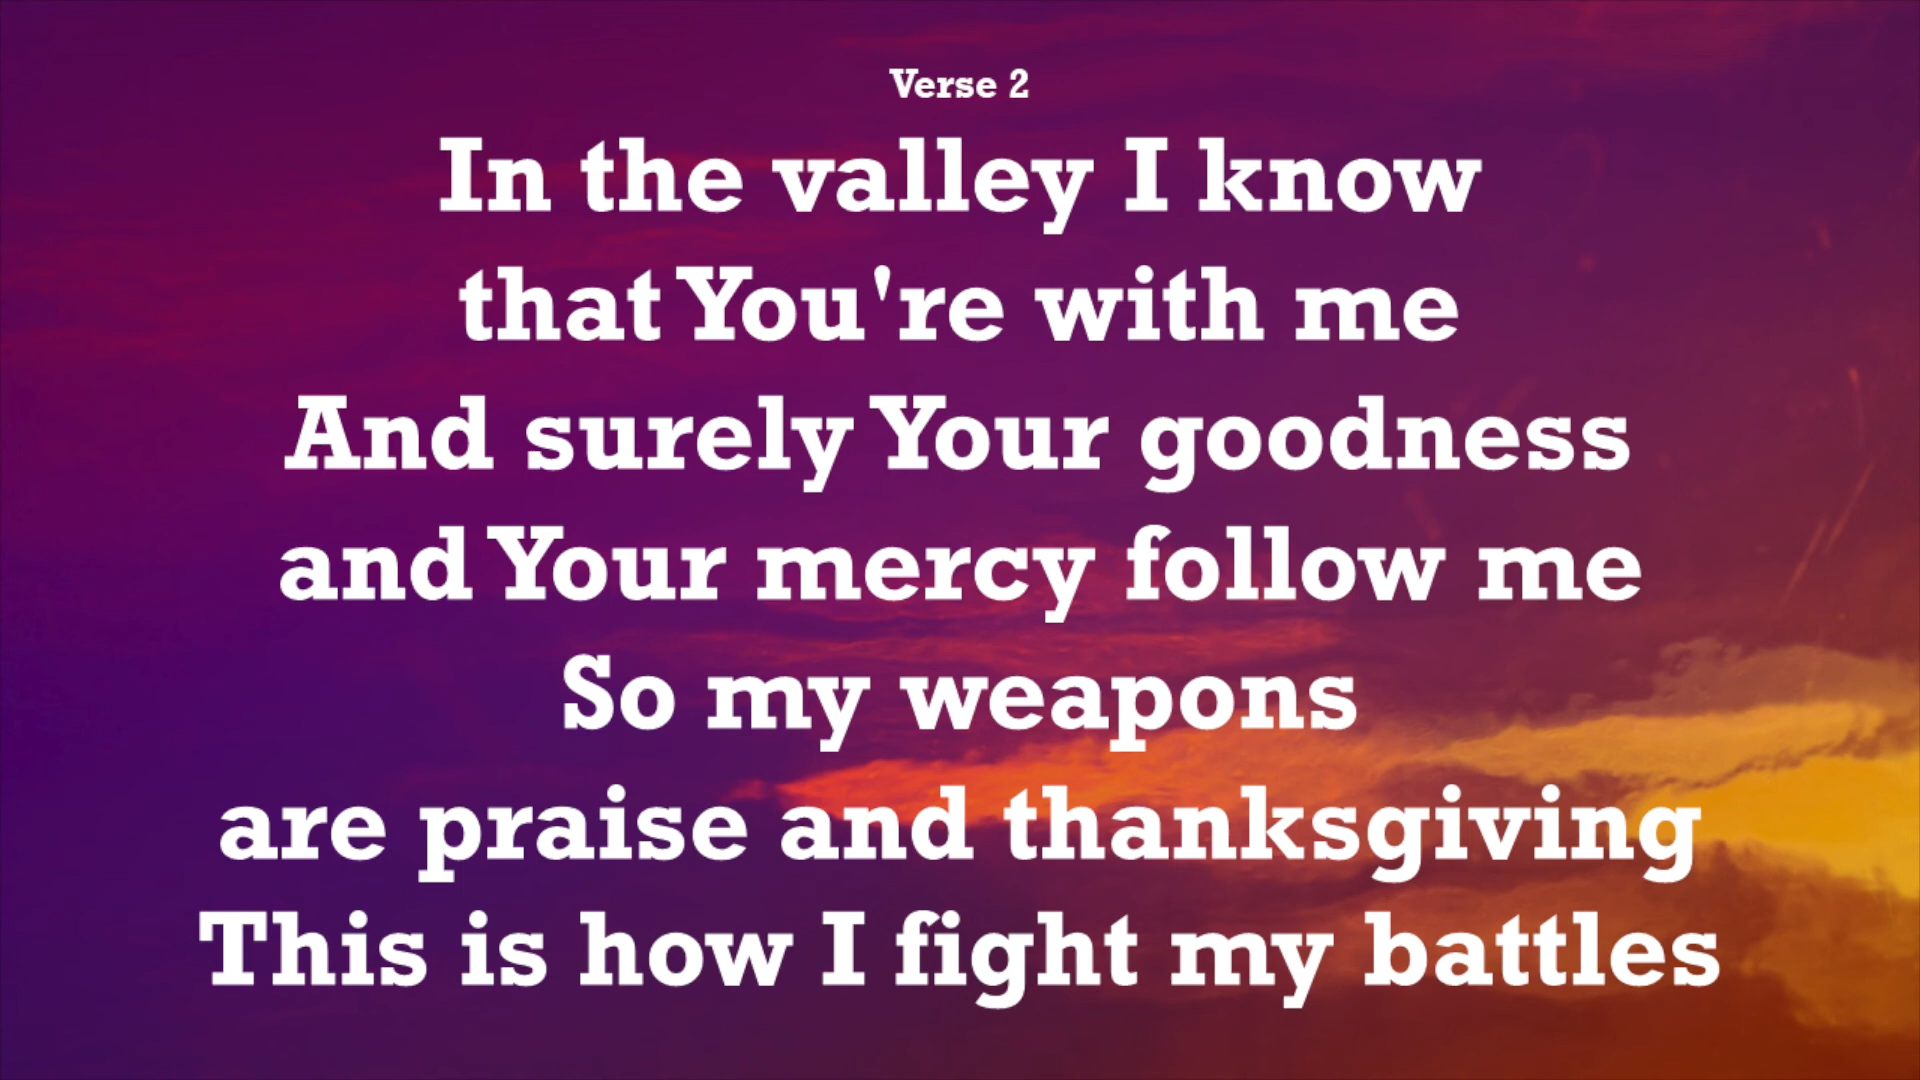 Verse 2
In the valley I know
that You're with me
And surely Your goodness
and Your mercy follow me
So my weapons
are praise and thanksgiving
This is how I fight my battles